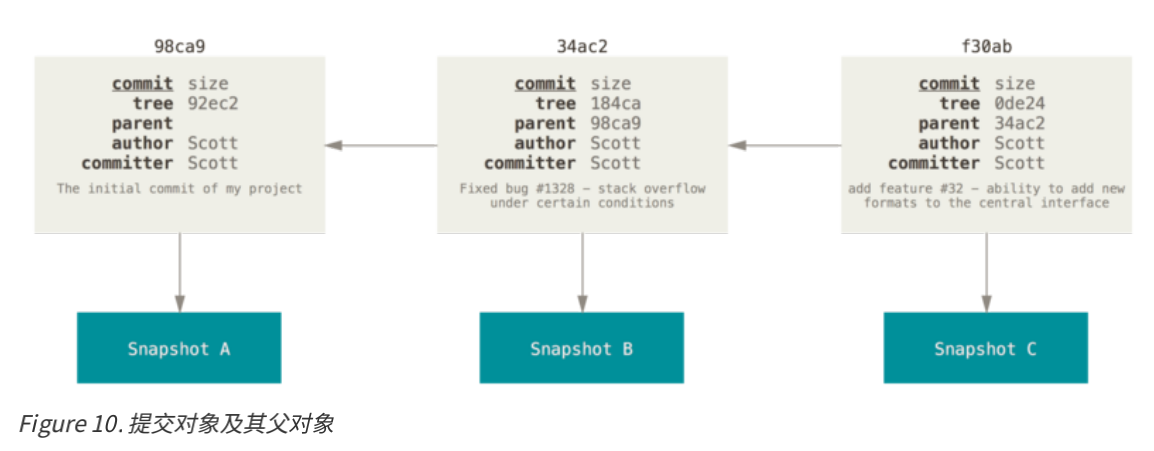 98ca9
commit size
tree 92ec2
parent
author Scott
committer Scott
The initial commit of my project
34ac2
commit size
tree 184ca
parent 98ca9
author Scott
committer Scott
Fixed bug #1328 – stack overflow
under certain conditions
f30ab
commit size
tree 0de24
parent 34ac2
author Scott
committer Scott
add feature #32 – ability to add new
formats to the central interface
Snapshot A
Snapshot B
Snapshot C
Figure 10. 提交对象及其父对象